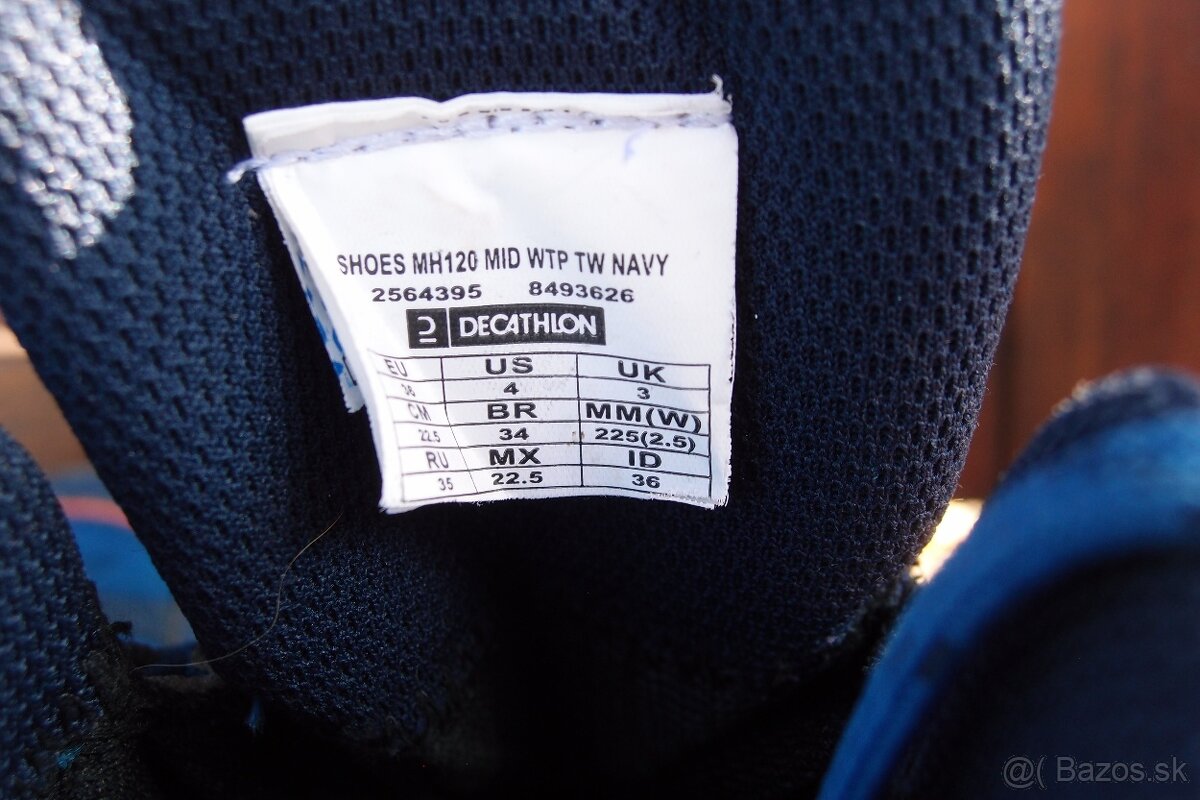 SHOES MH120 MID WTP TW NAVY
2564395 8493626
DECATHLON
EU US UK
36 4 3
CM BR MM(W)
22.5 34 225(2.5)
RU MX ID
35 22.5 36
@( Bazos.sk